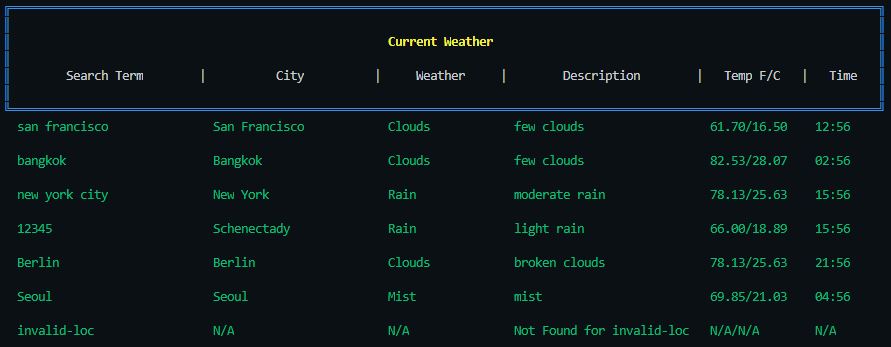 Current Weather
Search Term | City | Weather | Description | Temp F/C | Time
san francisco San Francisco Clouds few clouds 61.70/16.50 12:56
bangkok Bangkok Clouds few clouds 82.53/28.07 02:56
new york city New York Rain moderate rain 78.13/25.63 15:56
12345 Schenectady Rain light rain 66.00/18.89 15:56
Berlin Berlin Clouds broken clouds 78.13/25.63 21:56
Seoul Seoul Mist mist 69.85/21.03 04:56
invalid-loc N/A N/A Not Found for invalid-loc N/A/N/A N/A